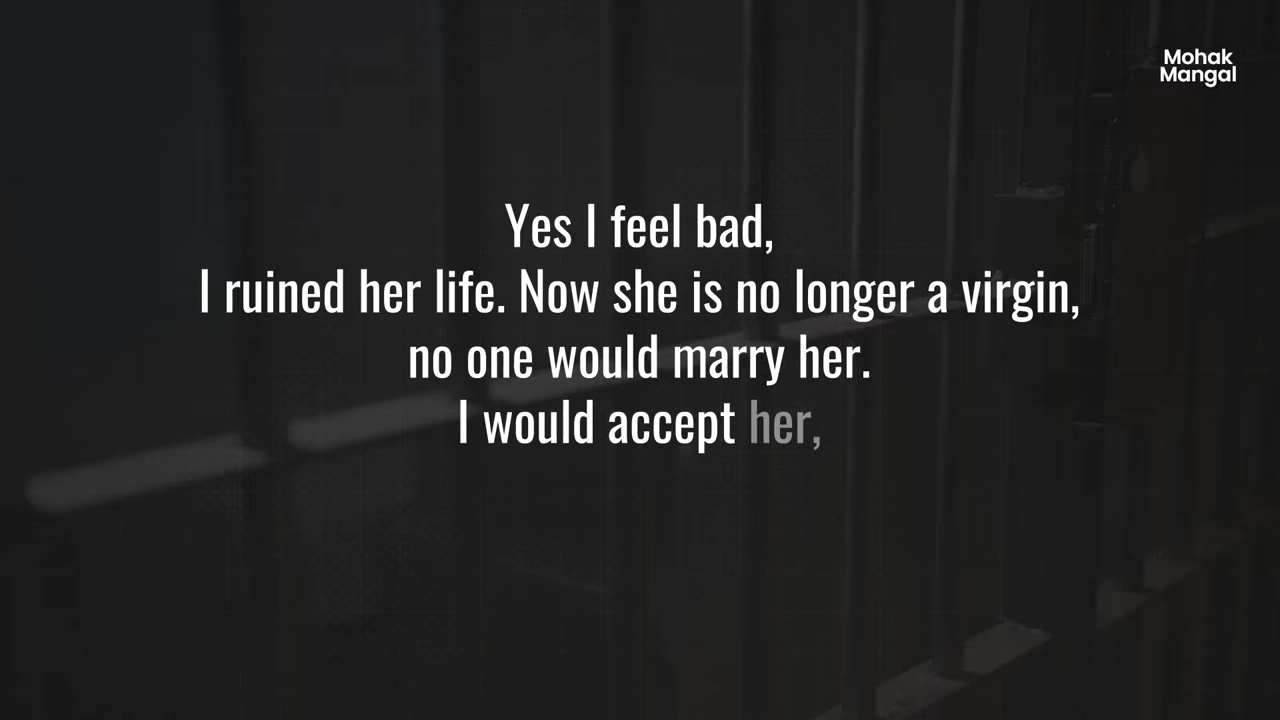 Mohak
Mangal
Yes I feel bad,
I ruined her life. Now she is no longer a virgin,
no one would marry her.
I would accept her,